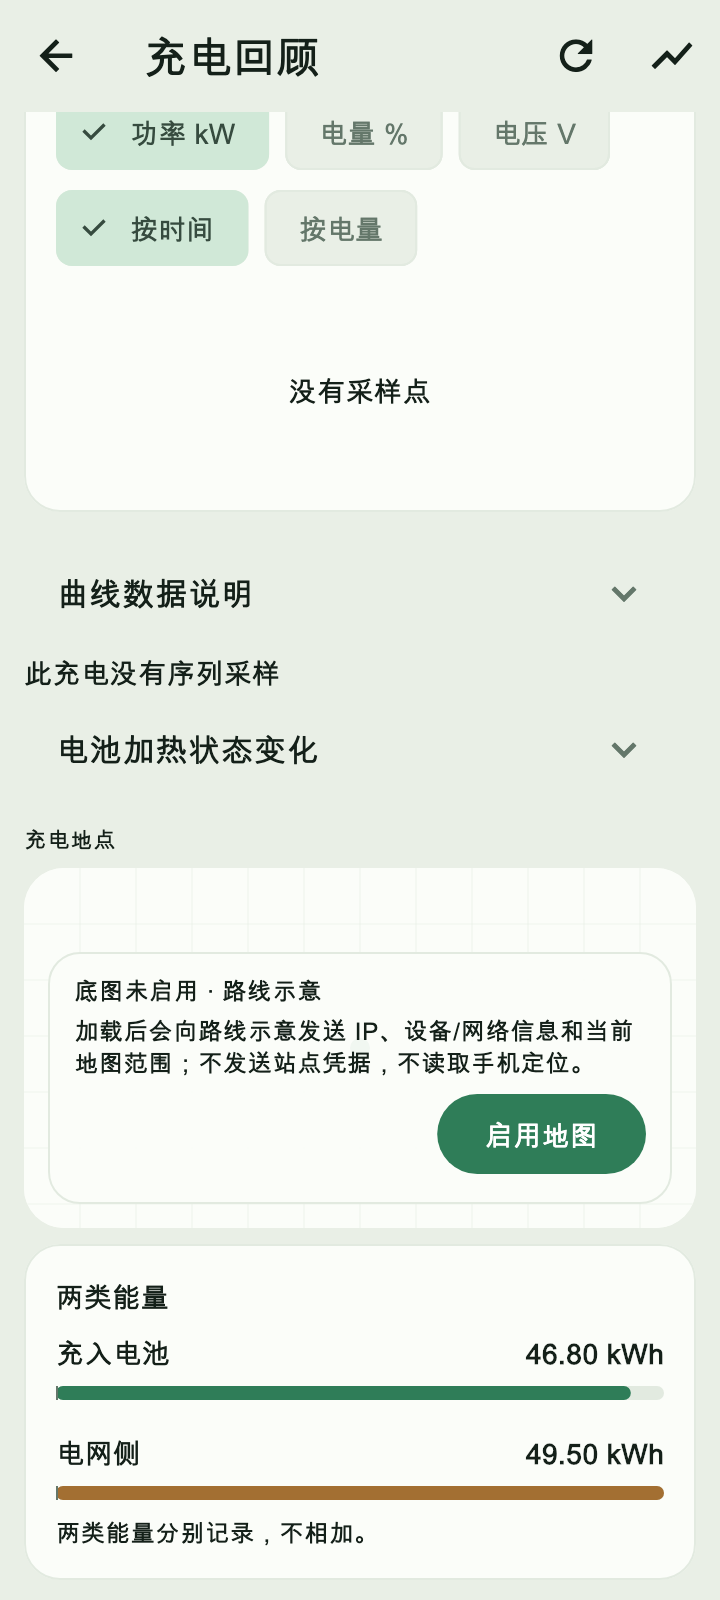 充电回顾
功率 kW
电量 %
电压 V
按时间
按电量
没有采样点
曲线数据说明
此充电没有序列采样
电池加热状态变化
充电地点
底图未启用 · 路线示意
加载后会向路线示意发送 IP、设备/网络信息和当前
地图范围；不发送站点凭据，不读取手机定位。
启用地图
两类能量
充入电池
46.80 kWh
电网侧
49.50 kWh
两类能量分别记录，不相加。